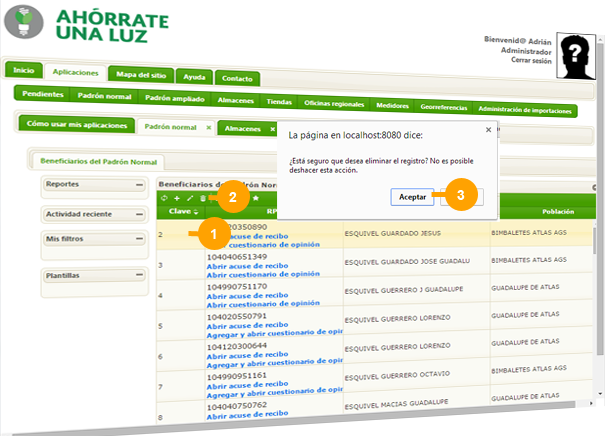 AHÓRRATE
UNA LUZ
Bienvenid@ Adrián
Administrador
Cerrar sesión
Inicio
Aplicaciones
Mapa del sitio
Ayuda
Contacto
Pendientes
Padrón normal
Padrón ampliado
Almacenes
Tiendas
Oficinas regionales
Medidores
Georreferencias
Administración de importaciones
Cómo usar mis aplicaciones
Padrón normal
Almacenes
La página en localhost:8080 dice:
¿Está seguro que desea eliminar el registro? No es posible
deshacer esta acción.
Aceptar
3
Beneficiarios del Padrón Normal
Reportes
Actividad reciente
Mis filtros
Plantillas
Beneficiarios del Padrón Nor
2
Clave
RP
Población
1
2
20350890
Abrir acuse de recibo
Abrir cuestionario de opinión
ESQUIVEL GUARDADO JESUS
BIMBALETES ATLAS AGS
3
104040651349
Abrir acuse de recibo
Abrir cuestionario de opinión
ESQUIVEL GUARDADO JOSE GUADALU
BIMBALETES ATLAS AGS
4
104990751170
Abrir acuse de recibo
Abrir cuestionario de opinión
ESQUIVEL GUERRERO J GUADALUPE
GUADALUPE DE ATLAS
5
104020550791
Abrir acuse de recibo
Agregar y abrir cuestionario de opin
ESQUIVEL GUERRERO LORENZO
GUADALUPE DE ATLAS
6
104120300644
Abrir acuse de recibo
Agregar y abrir cuestionario de opin
ESQUIVEL GUERRERO LORENZO
GUADALUPE DE ATLAS
7
104990951161
Abrir acuse de recibo
Agregar y abrir cuestionario de opin
ESQUIVEL GUERRERO OCTAVIO
BIMBALETES ATLAS AGS
8
104040750762
Abrir acuse de recibo
ESQUIVEL MACIAS GUADALUPE
GUADALUPE DE ATLAS